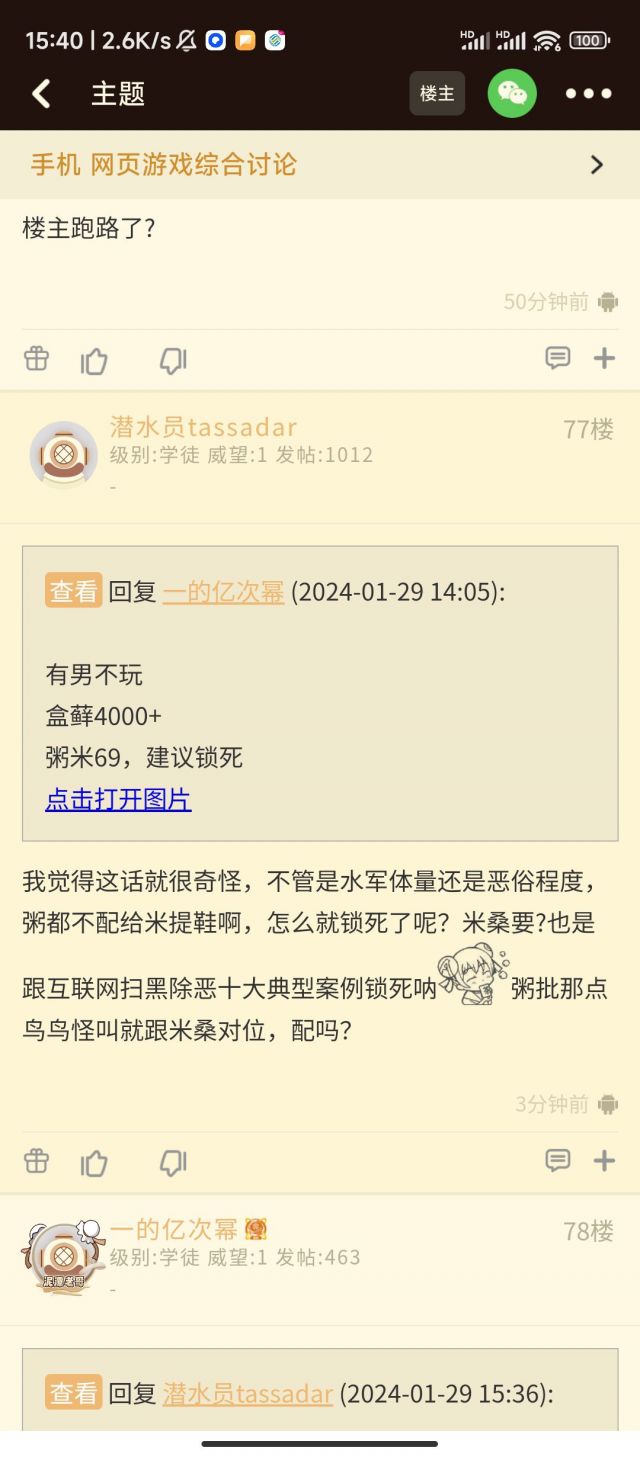 15:40 | 2.6K/s
HD HD 6 100
主题
楼主
手机 网页游戏综合讨论
楼主跑路了?
50分钟前
潜水员tassadar
77楼
级别:学徒 威望:1 发帖:1012
-
查看 回复 一的亿次幂 (2024-01-29 14:05):
有男不玩
盒藓4000+
粥米69，建议锁死
点击打开图片
我觉得这话就很奇怪，不管是水军体量还是恶俗程度，
粥都不配给米提鞋啊，怎么就锁死了呢？米桑要?也是
跟互联网扫黑除恶十大典型案例锁死呐 粥批那点
鸟鸟怪叫就跟米桑对位，配吗?
3分钟前
一的亿次幂
78楼
级别:学徒 威望:1 发帖:463
-
查看 回复 潜水员tassadar (2024-01-29 15:36):